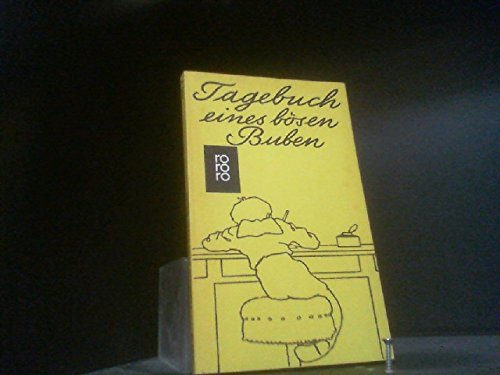 Tagebuch
eines bösen
Buben
ro
ro
ro